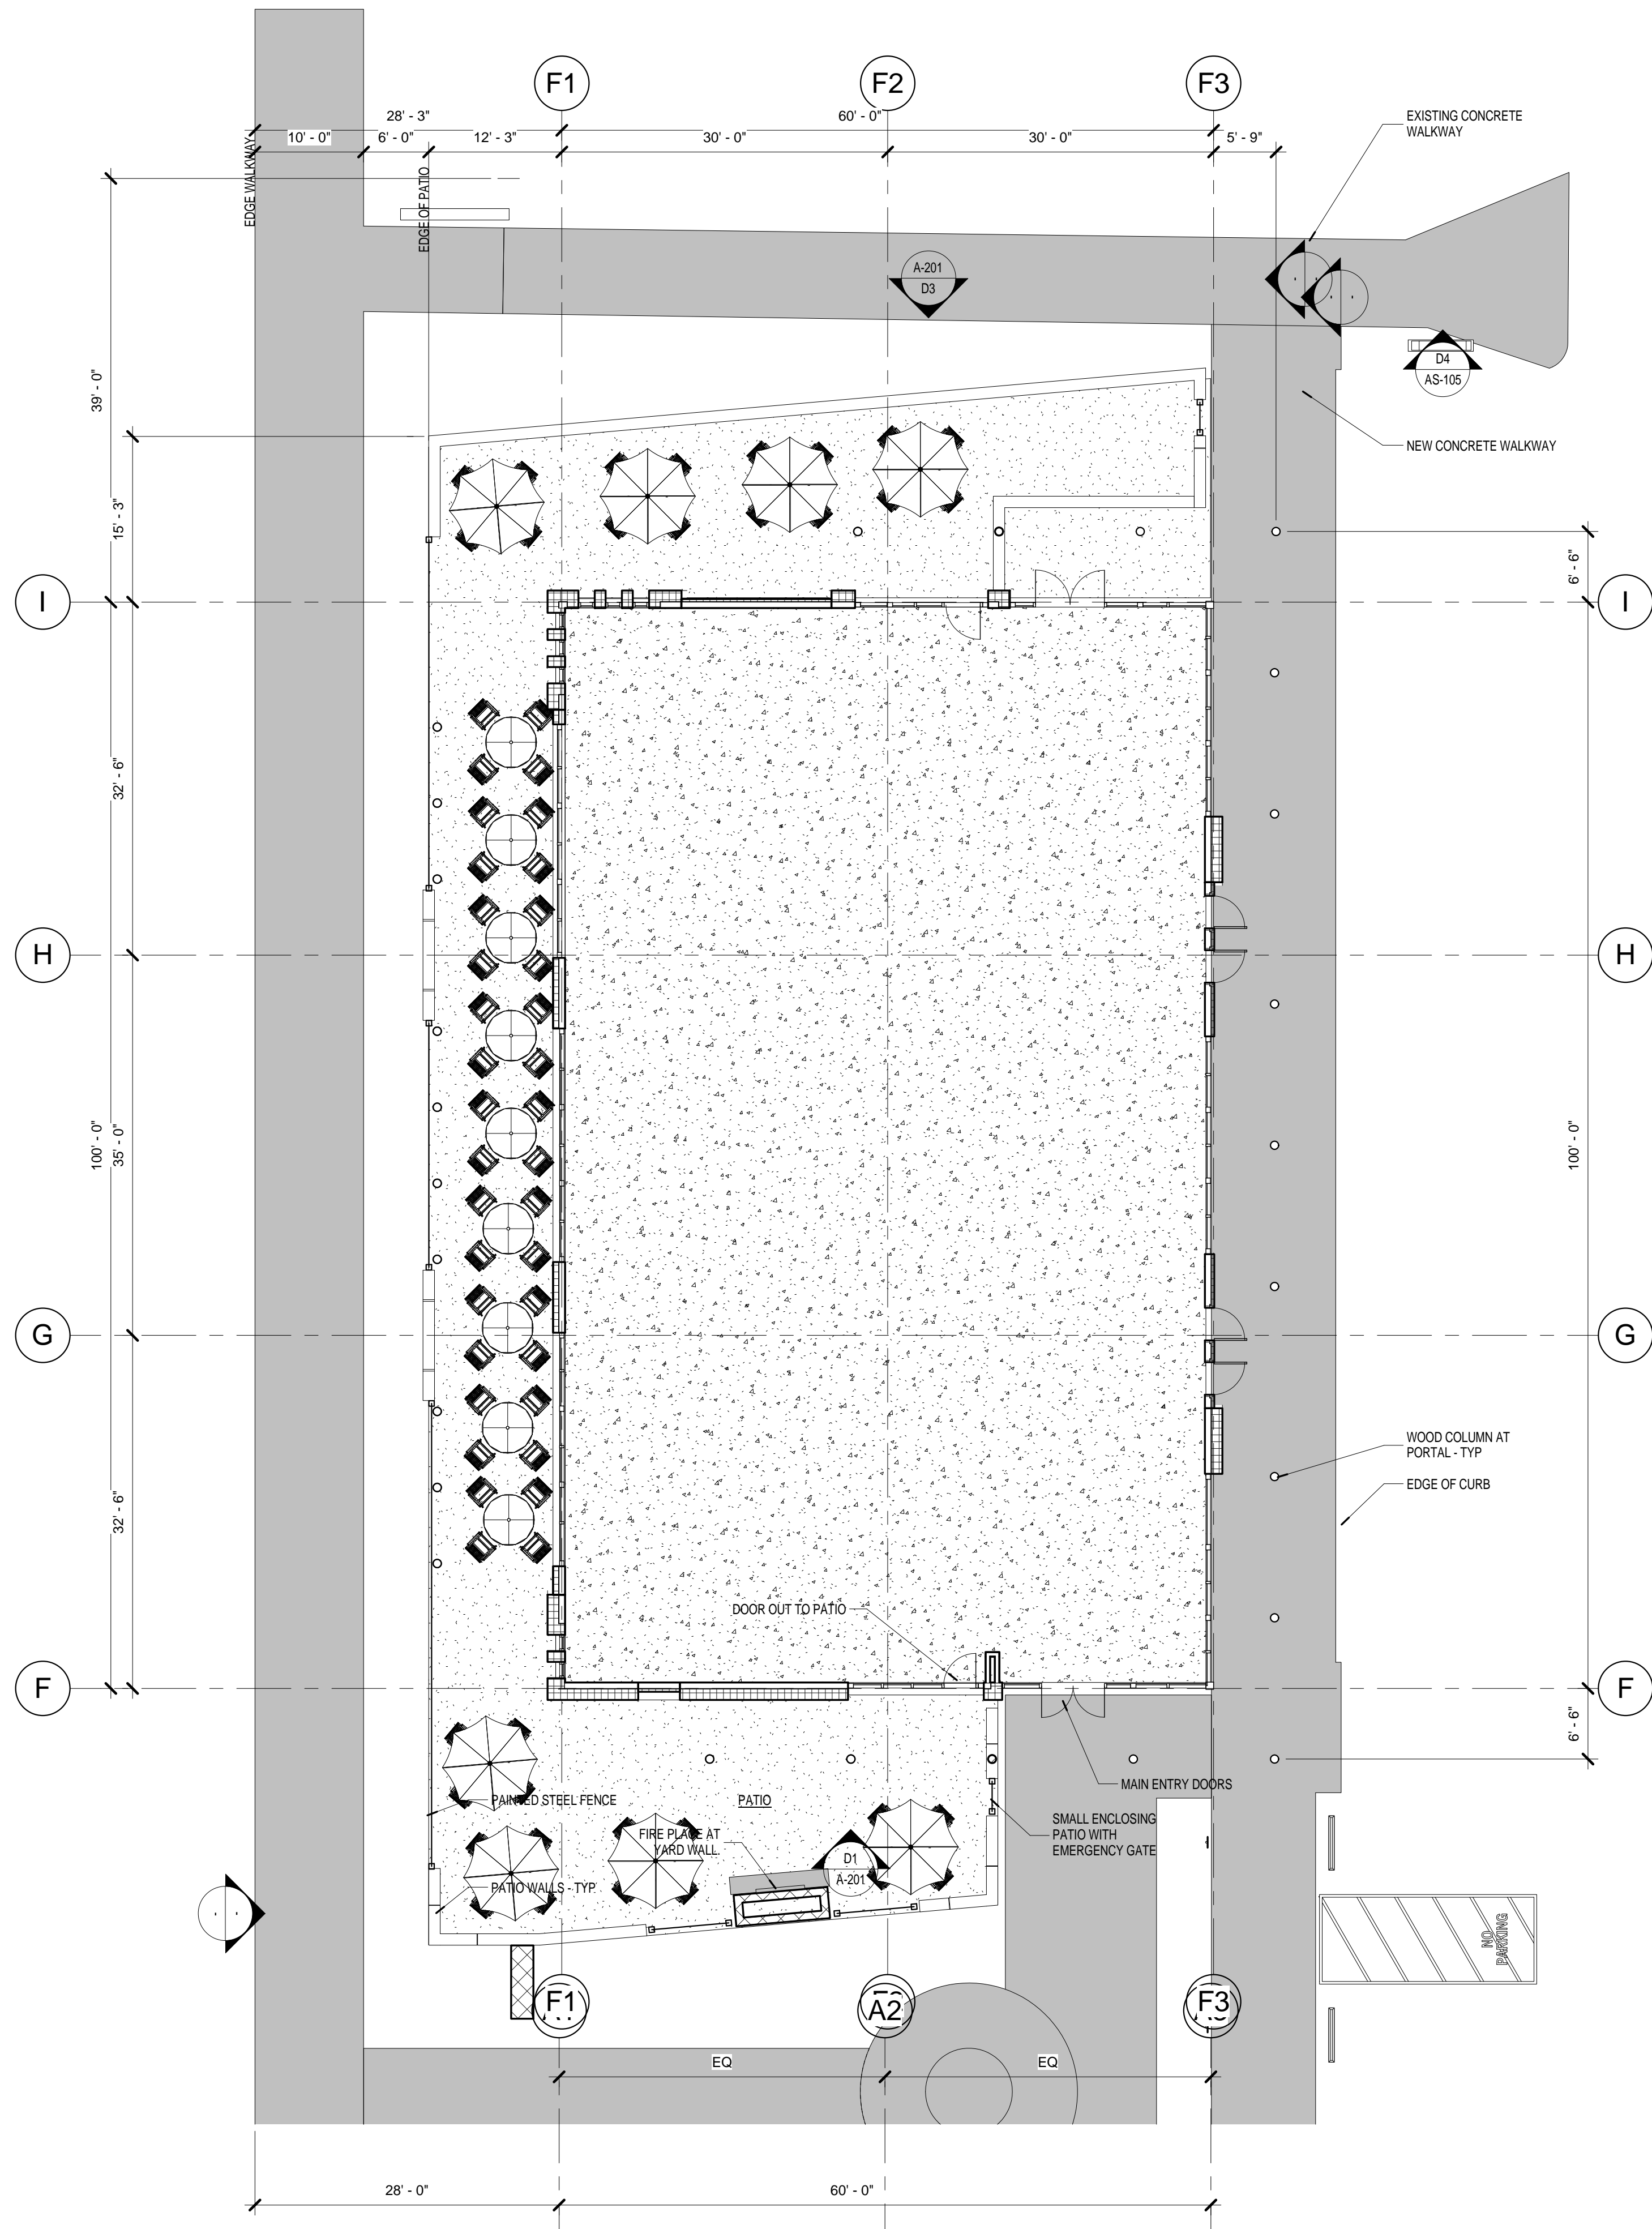 F1
F2
F3
28' - 3"
60' - 0"
10' - 0"
6' - 0"
12' - 3"
30' - 0"
30' - 0"
5' - 9"
EXISTING CONCRETE
WALKWAY
EDGE WALKWAY
EDGE OF PATIO
A-201
D3
D4
AS-105
39' - 0"
NEW CONCRETE WALKWAY
15' - 3"
6' - 6"
I
I
32' - 6"
H
H
100' - 0"
35' - 0"
100' - 0"
G
G
WOOD COLUMN AT
PORTAL - TYP
EDGE OF CURB
32' - 6"
DOOR OUT TO PATIO
F
F
6' - 6"
MAIN ENTRY DOORS
PAINTED STEEL FENCE
PATIO
SMALL ENCLOSING
PATIO WITH
EMERGENCY GATE
FIRE PLACE AT
YARD WALL.
D1
A-201
PATIO WALLS - TYP
NO
PARKING
F1
A2
F3
EQ
EQ
28' - 0"
60' - 0"